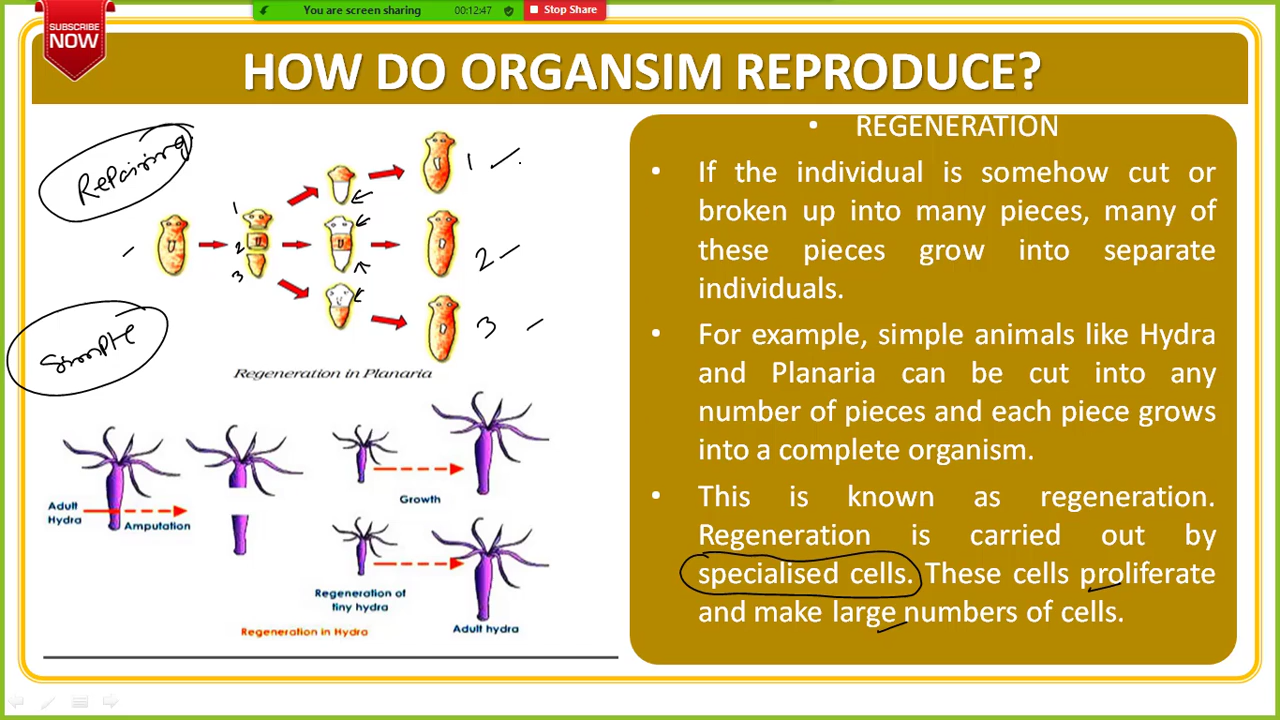 You are screen sharing
00:12:47
Stop Share
SUBSCRIBE
NOW
HOW DO ORGANSIM REPRODUCE?
Repairing
1
1
2
2
3
3
Simple
Regeneration in Planaria
Adult
Hydra
Amputation
Growth
Regeneration of
tiny hydra
Regeneration in Hydra
Adult hydra
• REGENERATION
• If the individual is somehow cut or
broken up into many pieces, many of
these pieces grow into separate
individuals.
• For example, simple animals like Hydra
and Planaria can be cut into any
number of pieces and each piece grows
into a complete organism.
• This is known as regeneration.
Regeneration is carried out by
specialised cells. These cells proliferate
and make large numbers of cells.